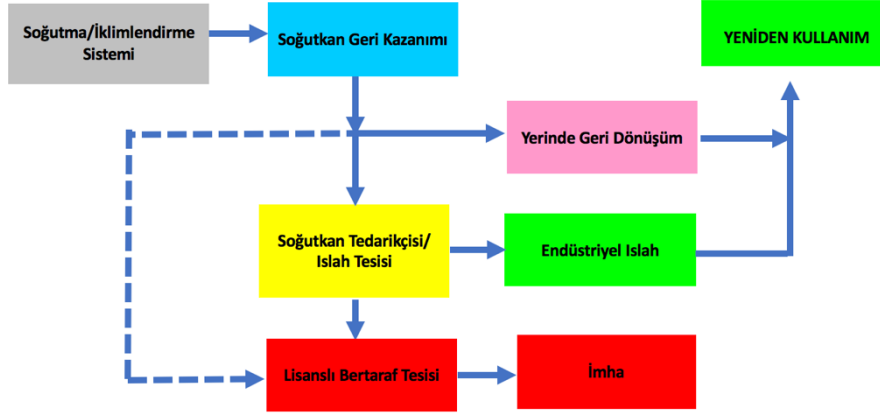 Soğutma/İklimlendirme
Sistemi
Soğutkan Geri Kazanımı
YENİDEN KULLANIM
Yerinde Geri Dönüşüm
Soğutkan Tedarikçisi/
Islah Tesisi
Endüstriyel Islah
Lisanslı Bertaraf Tesisi
İmha